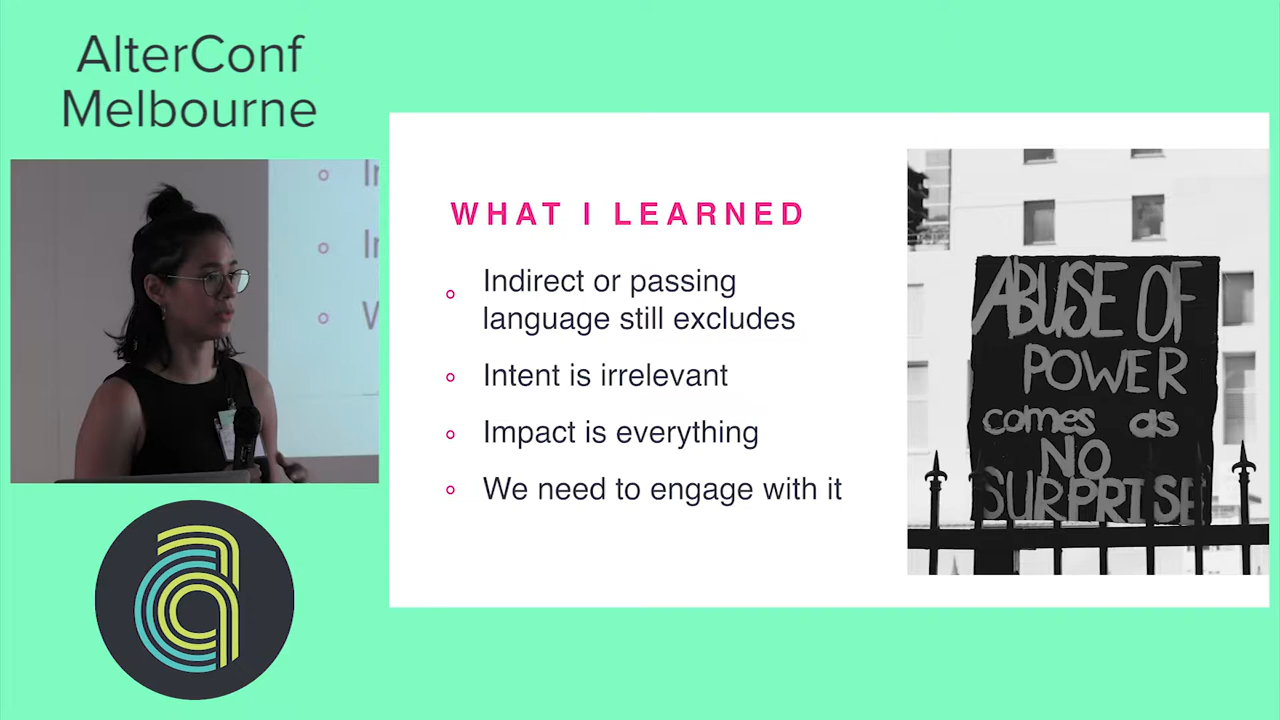 AlterConf
Melbourne
WHAT I LEARNED
Indirect or passing
language still excludes
Intent is irrelevant
Impact is everything
We need to engage with it
ABUSE OF
POWER
comes as
NO
SURPRISE
I
I
W